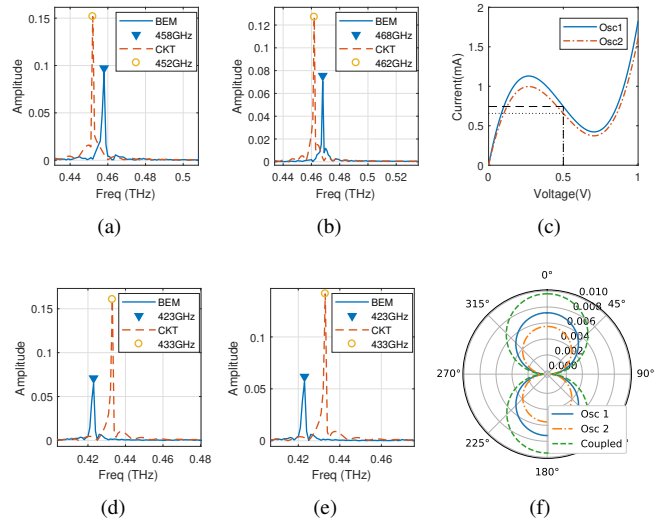 BEM
458GHz
CKT
452GHz
Amplitude
0.15
0.1
0.05
0
0.44
0.46
0.48
0.5
Freq (THz)
(a)
BEM
468GHz
CKT
462GHz
Amplitude
0.12
0.10
0.08
0.06
0.04
0.02
0
0.44
0.46
0.48
0.5
0.52
Freq (THz)
(b)
Osc1
Osc2
Current(mA)
2
1.5
1
0.5
0
0
0.5
1
Voltage(V)
(c)
BEM
423GHz
CKT
433GHz
Amplitude
0.15
0.1
0.05
0
0.42
0.44
0.46
0.48
Freq (THz)
(d)
BEM
423GHz
CKT
433GHz
Amplitude
0.1
0.05
0
0.42
0.44
0.46
Freq (THz)
(e)
0°
45°
90°
180°
225°
270°
315°
0.010
0.008
0.006
0.004
0.002
0.000
Osc 1
Osc 2
Coupled
(f)